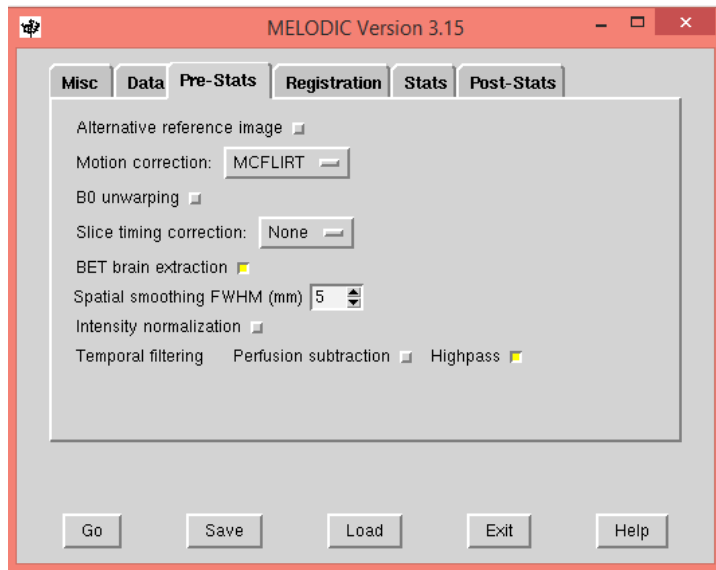 MELODIC Version 3.15
Misc Data Pre-Stats Registration Stats Post-Stats
Alternative reference image
Motion correction: MCFLIRT
B0 unwarping
Slice timing correction: None
BET brain extraction
Spatial smoothing FWHM (mm) 5
Intensity normalization
Temporal filtering Perfusion subtraction Highpass
Go Save Load Exit Help